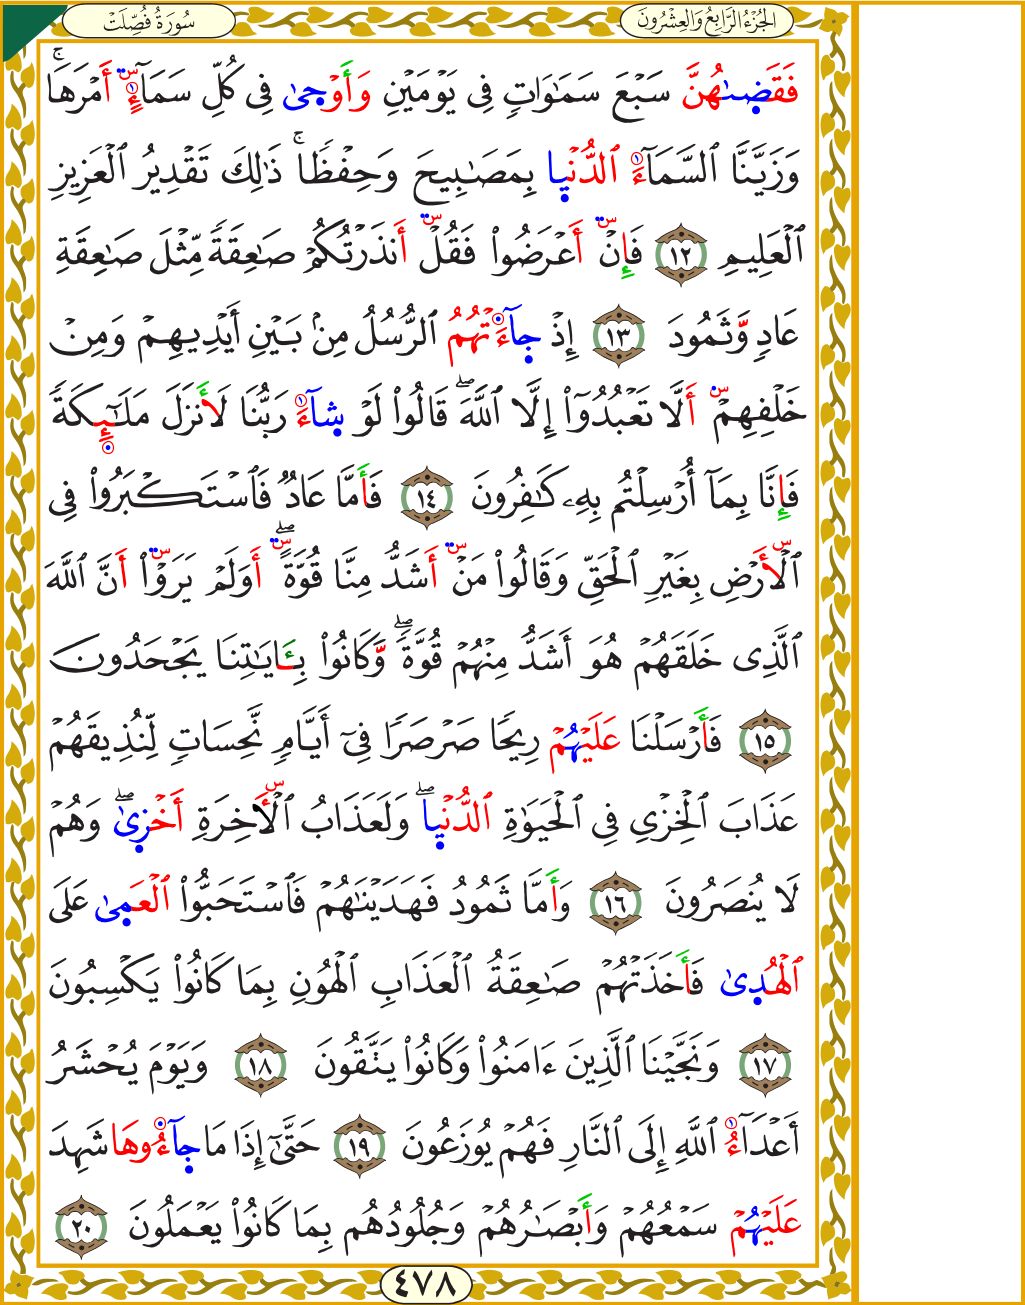 الجُزْءُ الرَّابِعُ وَالعِشْرُونَ
سُورَةُ فُصِّلَتْ
فَقَضَىٰهُنَّ سَبْعَ سَمَٰوَاتٖ فِي يَوْمَيْنِ وَأَوْحَىٰ فِي كُلِّ سَمَآءٍ أَمْرَهَاۚ
وَزَيَّنَّا ٱلسَّمَآءَ ٱلدُّنْيَا بِمَصَٰبِيحَ وَحِفْظٗاۚ ذَٰلِكَ تَقْدِيرُ ٱلْعَزِيزِ
ٱلْعَلِيمِ ١٢ فَإِنْ أَعْرَضُوا۟ فَقُلْ أَنذَرْتُكُمْ صَٰعِقَةٗ مِّثْلَ صَٰعِقَةِ
عَادٖ وَّثَمُودَ ١٣ إِذْ جَآءَتْهُمُ ٱلرُّسُلُ مِنۢ بَيْنِ أَيْدِيهِمْ وَمِنْ
خَلْفِهِمْ أَلَّا تَعْبُدُوٓا۟ إِلَّا ٱللَّهَۖ قَالُوا۟ لَوْ شَآءَ رَبُّنَا لَأَنزَلَ مَلَٰٓئِكَةٗ
فَإِنَّا بِمَآ أُرْسِلْتُم بِهِۦ كَٰفِرُونَ ١٤ فَأَمَّا عَادٞ فَٱسْتَكْبَرُوا۟ فِي
ٱلْأَرْضِ بِغَيْرِ ٱلْحَقِّ وَقَالُوا۟ مَنْ أَشَدُّ مِنَّا قُوَّةًۖ أَوَلَمْ يَرَوْا۟ أَنَّ ٱللَّهَ
ٱلَّذِي خَلَقَهُمْ هُوَ أَشَدُّ مِنْهُمْ قُوَّةٗۖ وَّكَانُوا۟ بِـَٔايَٰتِنَا يَجْحَدُونَ
١٥ فَأَرْسَلْنَا عَلَيْهُمْ رِيحٗا صَرْصَرٗا فِيٓ أَيَّامٖ نَّحِسَاتٖ لِّنُذِيقَهُمْ
عَذَابَ ٱلْخِزْيِ فِي ٱلْحَيَوٰةِ ٱلدُّنْيَاۖ وَلَعَذَابُ ٱلْأَخِرَةِ أَخْزَىٰۖ وَهُمْ
لَا يُنصَرُونَ ١٦ وَأَمَّا ثَمُودُ فَهَدَيْنَٰهُمْ فَٱسْتَحَبُّوا۟ ٱلْعَمَىٰ عَلَى
ٱلْهُدَىٰ فَأَخَذَتْهُمْ صَٰعِقَةُ ٱلْعَذَابِ ٱلْهُونِ بِمَا كَانُوا۟ يَكْسِبُونَ
١٧ وَنَجَّيْنَا ٱلَّذِينَ ءَامَنُوا۟ وَكَانُوا۟ يَتَّقُونَ ١٨ وَيَوْمَ يُحْشَرُ
أَعْدَآءُ ٱللَّهِ إِلَى ٱلنَّارِ فَهُمْ يُوزَعُونَ ١٩ حَتَّىٰٓ إِذَا مَا جَآءُوهَا شَهِدَ
عَلَيْهُمْ سَمْعُهُمْ وَأَبْصَٰرُهُمْ وَجُلُودُهُم بِمَا كَانُوا۟ يَعْمَلُونَ ٢٠
٤٧٨